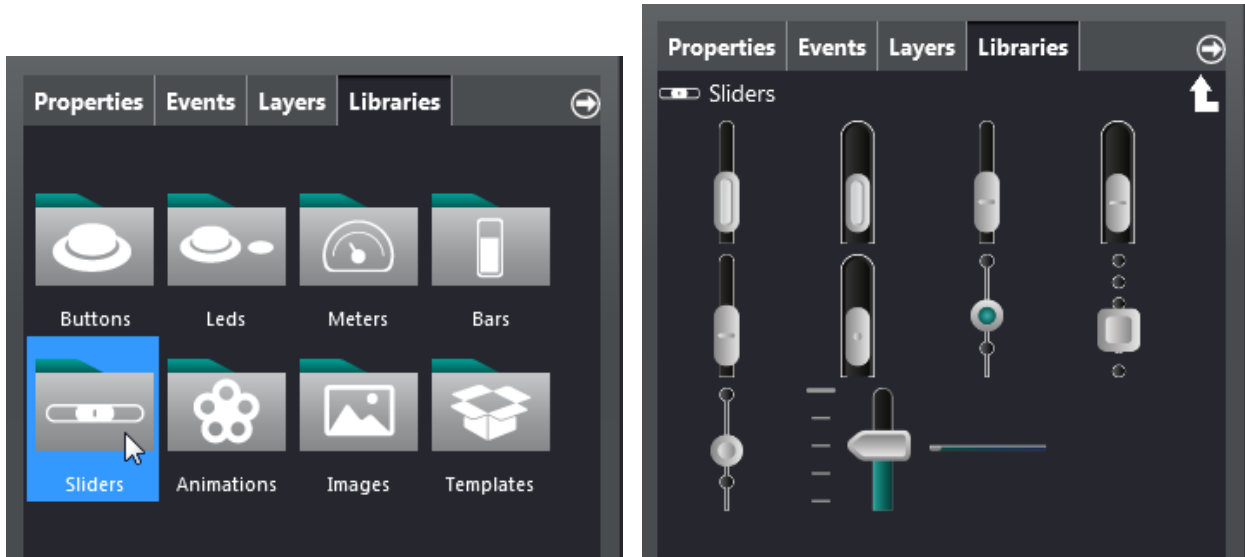 Properties Events Layers Libraries
Buttons Leds Meters Bars
Sliders Animations Images Templates
Properties Events Layers Libraries
Sliders